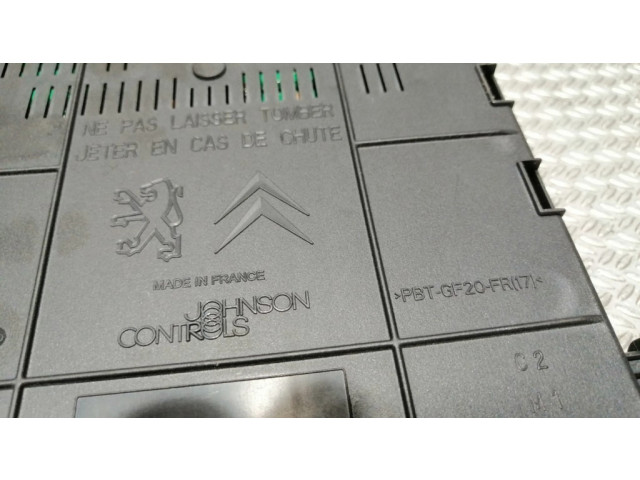 NE PAS LAISSER TOMBER
JETER EN CAS DE CHUTE
MADE IN FRANCE
JOHNSON
CONTROLS
>PBT-GF20-FR(17)<
C2
M1